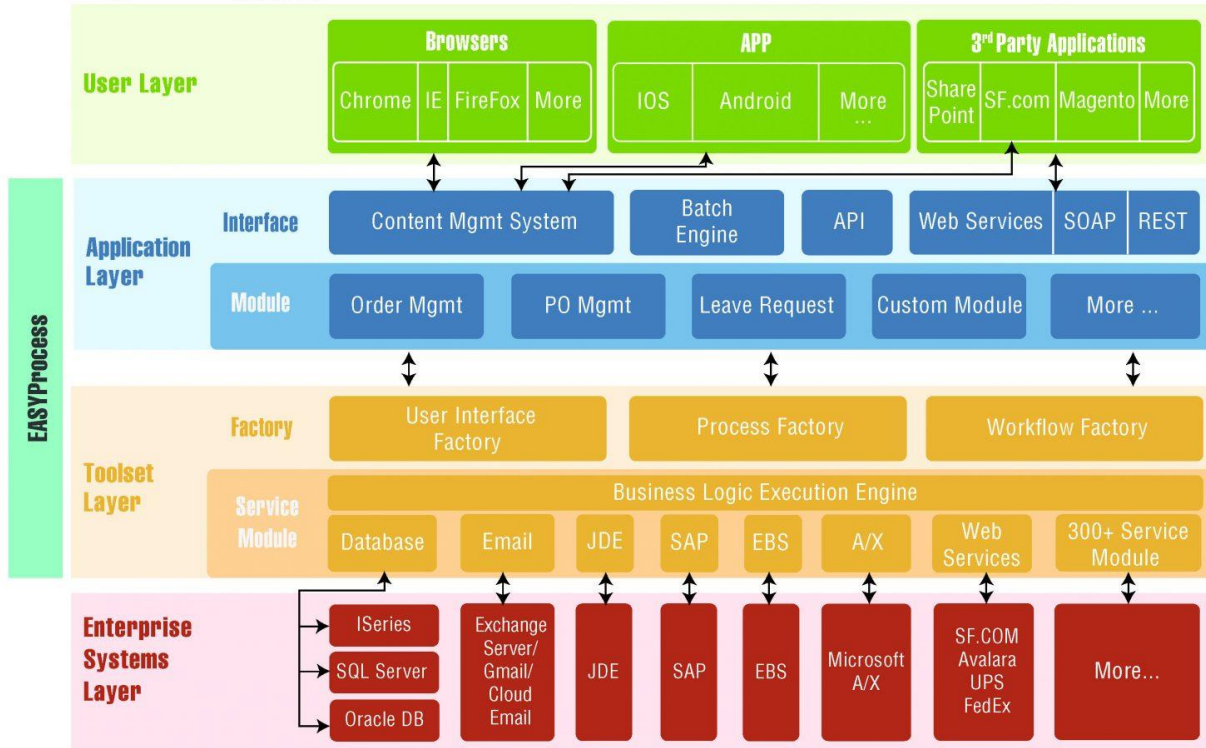 Browsers
APP
3rd Party Applications
User Layer
Chrome
IE
FireFox
More
IOS
Android
More
...
Share
Point
SF.com
Magento
More
EASYProcess
Application
Layer
Interface
Content Mgmt System
Batch
Engine
API
Web Services
SOAP
REST
Module
Order Mgmt
PO Mgmt
Leave Request
Custom Module
More ...
Toolset
Layer
Factory
User Interface
Factory
Process Factory
Workflow Factory
Service
Module
Business Logic Execution Engine
Database
Email
JDE
SAP
EBS
A/X
Web
Services
300+ Service
Module
Enterprise
Systems
Layer
ISeries
SQL Server
Oracle DB
Exchange
Server/
Gmail/
Cloud
Email
JDE
SAP
EBS
Microsoft
A/X
SF.COM
Avalara
UPS
FedEx
More...